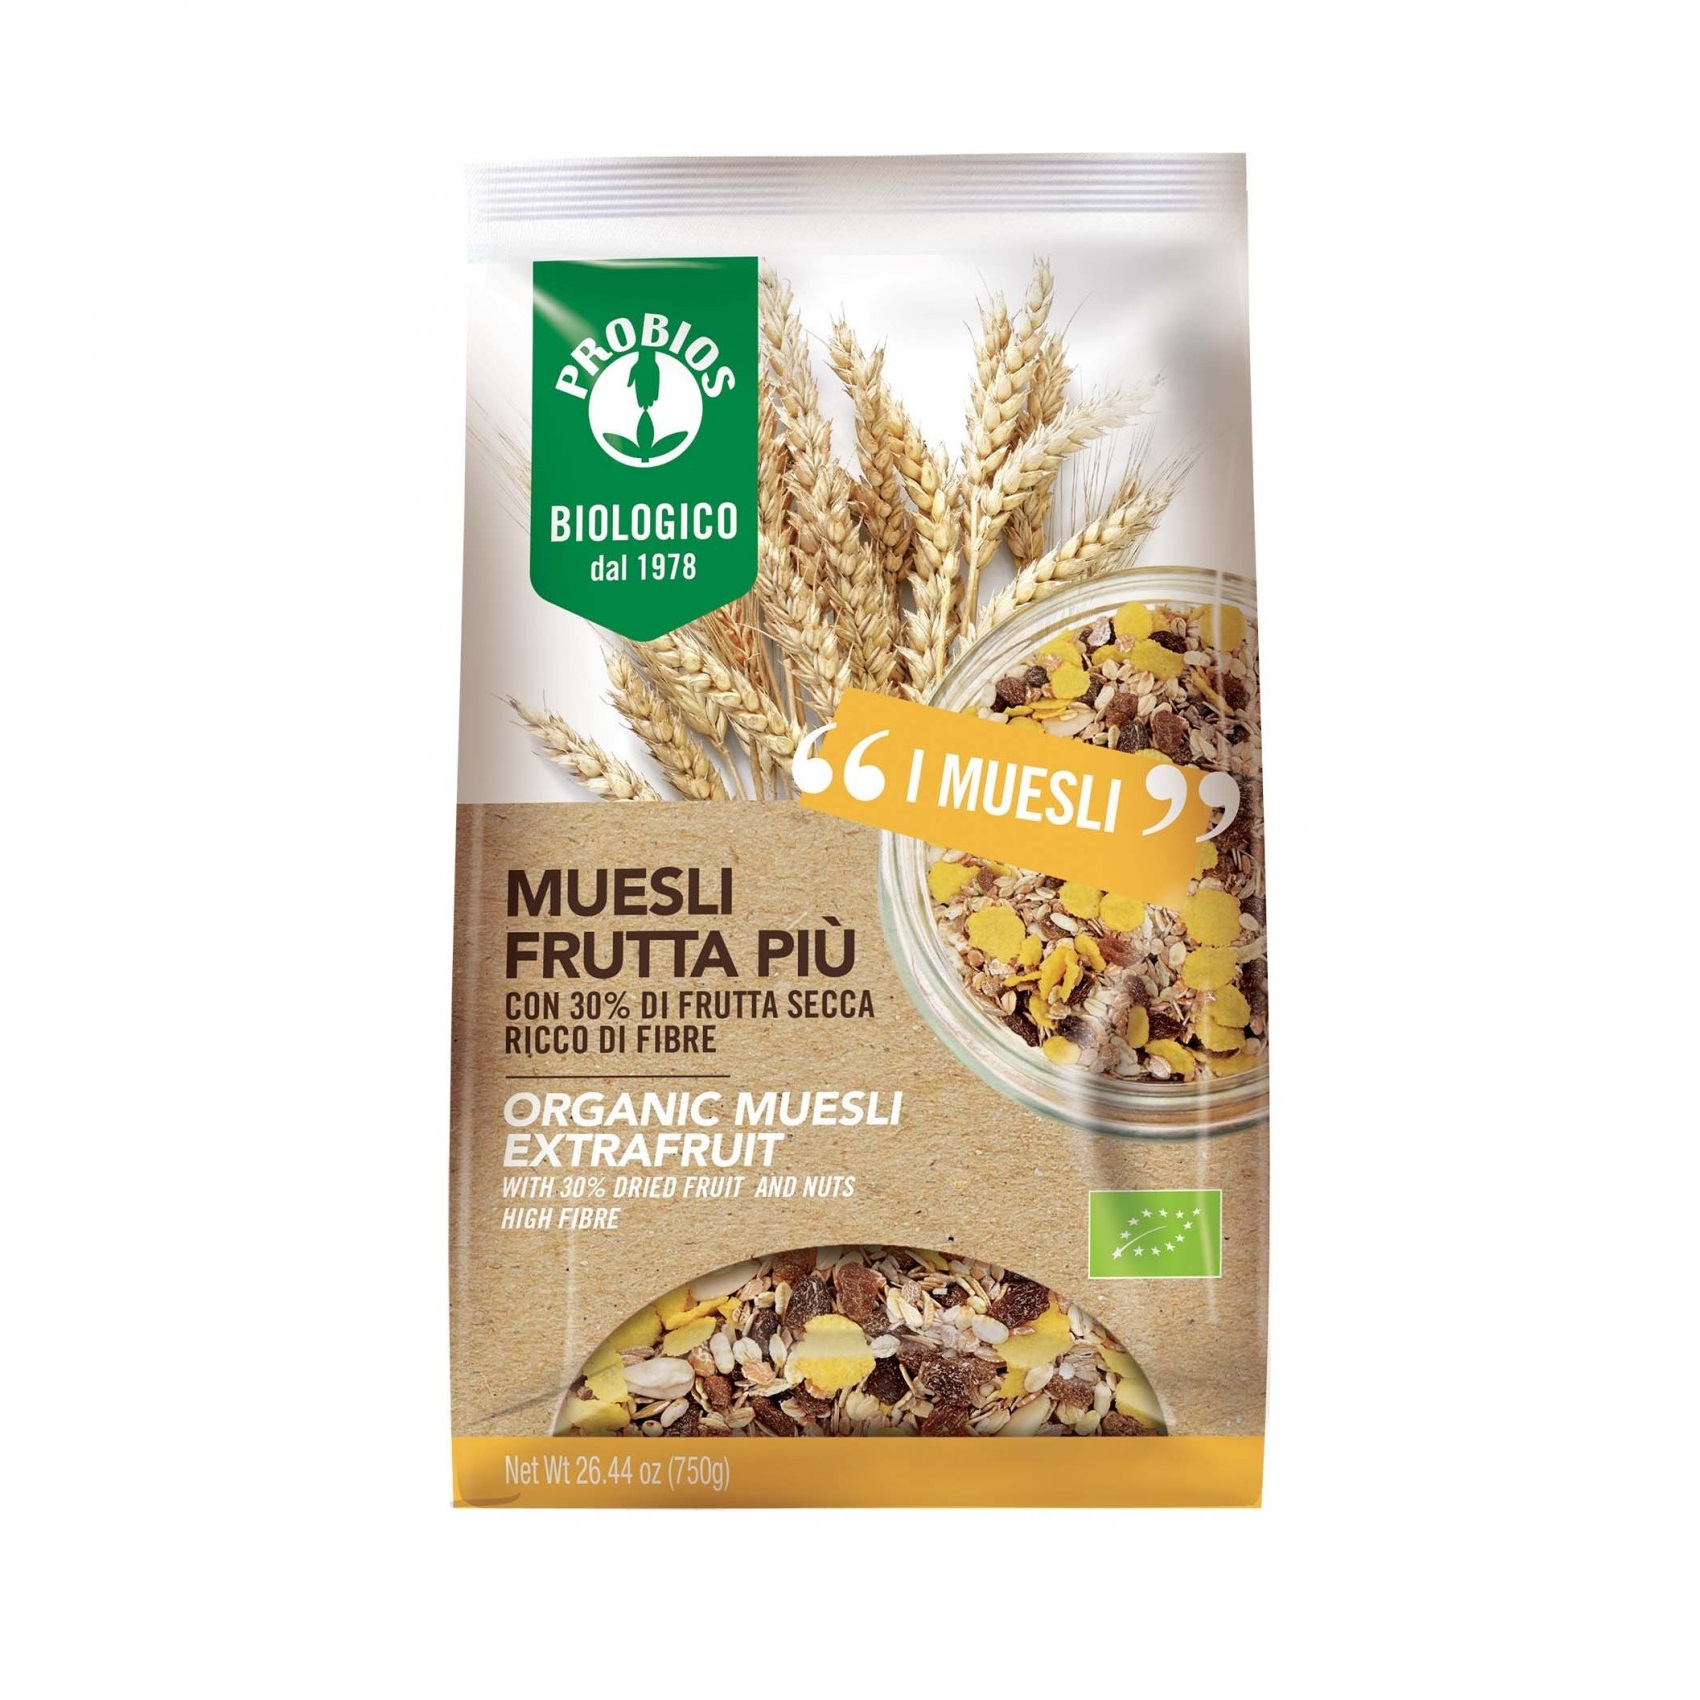 PROBIOS
BIOLOGICO
dal 1978
“ I MUESLI ”
MUESLI
FRUTTA PIÙ
CON 30% DI FRUTTA SECCA
RICCO DI FIBRE
ORGANIC MUESLI
EXTRAFRUIT
WITH 30% DRIED FRUIT AND NUTS
HIGH FIBRE
Net Wt 26.44 oz (750g)